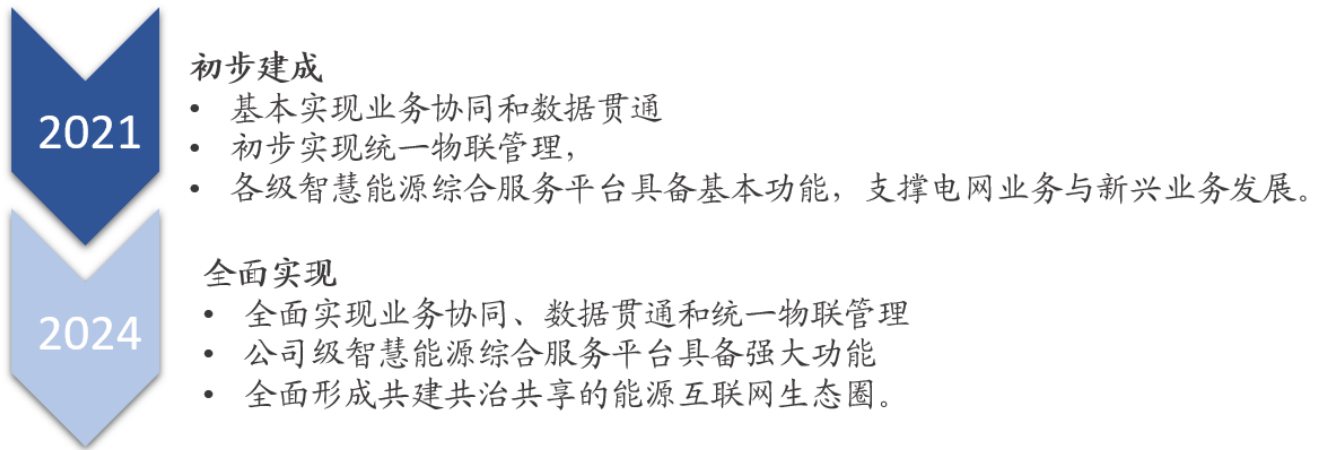 2021
初步建成
• 基本实现业务协同和数据贯通
• 初步实现统一物联管理，
• 各级智慧能源综合服务平台具备基本功能，支撑电网业务与新兴业务发展。
2024
全面实现
• 全面实现业务协同、数据贯通和统一物联管理
• 公司级智慧能源综合服务平台具备强大功能
• 全面形成共建共治共享的能源互联网生态圈。